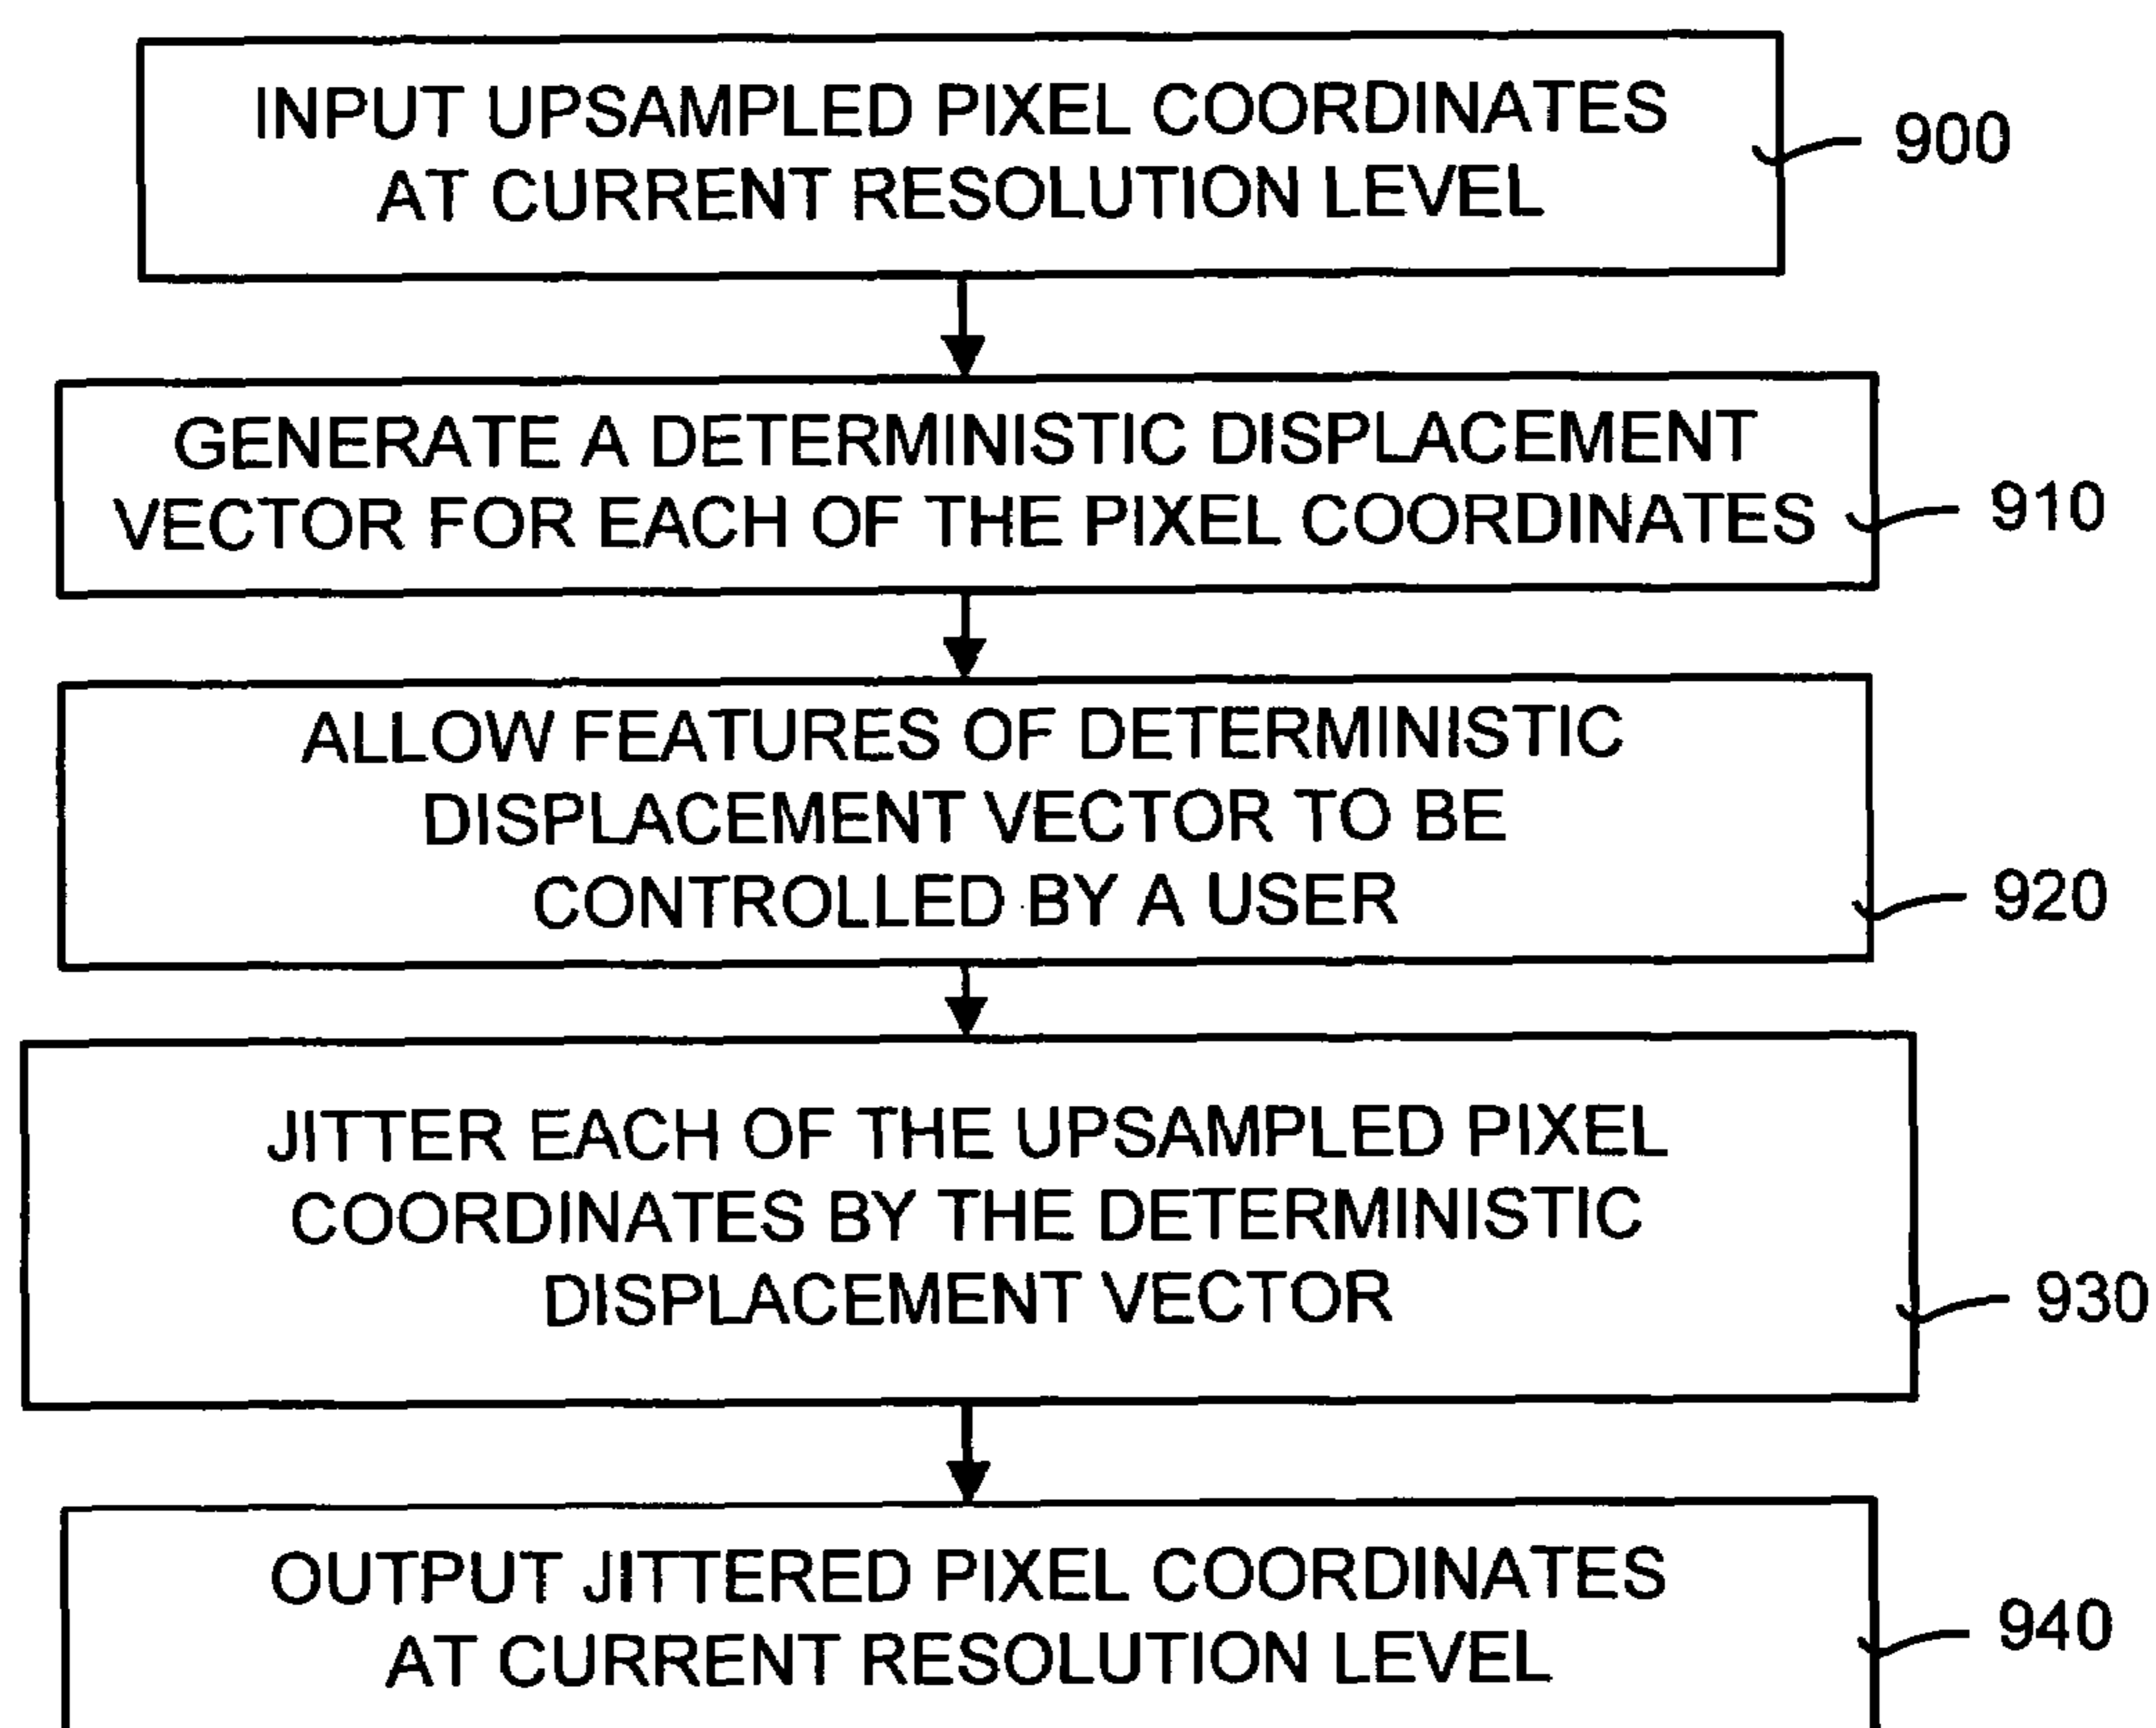 INPUT UPSAMPLED PIXEL COORDINATES
AT CURRENT RESOLUTION LEVEL
900
GENERATE A DETERMINISTIC DISPLACEMENT
VECTOR FOR EACH OF THE PIXEL COORDINATES
910
ALLOW FEATURES OF DETERMINISTIC
DISPLACEMENT VECTOR TO BE
CONTROLLED BY A USER
920
JITTER EACH OF THE UPSAMPLED PIXEL
COORDINATES BY THE DETERMINISTIC
DISPLACEMENT VECTOR
930
OUTPUT JITTERED PIXEL COORDINATES
AT CURRENT RESOLUTION LEVEL
940